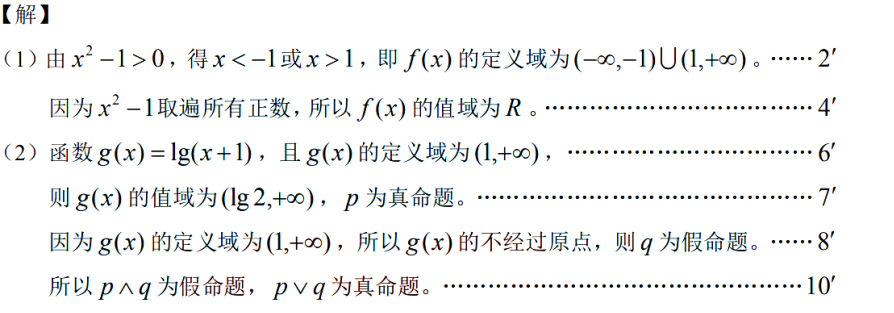 【解】
（1）由 x² −1 > 0，得 x < −1或 x > 1，即 f(x) 的定义域为(−∞,−1)∪(1,+∞)。…… 2′
因为 x² −1取遍所有正数，所以 f(x) 的值域为 R 。……………………………… 4′
（2）函数 g(x) = lg(x+1)，且 g(x) 的定义域为(1,+∞)，…………………………… 6′
则 g(x) 的值域为(lg 2,+∞)，p 为真命题。……………………………………… 7′
因为 g(x) 的定义域为(1,+∞)，所以 g(x) 的不经过原点，则 q 为假命题。…… 8′
所以 p∧q 为假命题，p∨q 为真命题。………………………………………… 10′